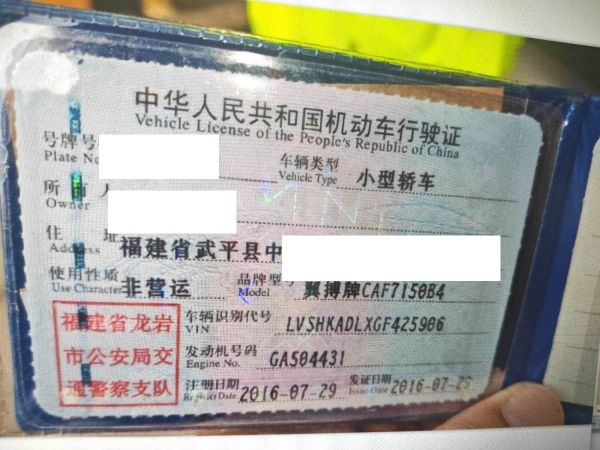 中华人民共和国机动车行驶证
Vehicle License of the People's Republic of China
号牌号
Plate No
车辆类型 小型轿车
Vehicle Type
所有人
Owner
住址 福建省武平县中
Address
使用性质 非营运
Use Character
品牌型号 翼搏牌CAF7150B4
Model
福建省龙岩
市公安局交
通警察支队
车辆识别代号 LVSHKADLXGF425906
VIN
发动机号码 GA504431
Engine No.
注册日期 2016-07-29
Register Date
发证日期 2016-07-29
Issue Date